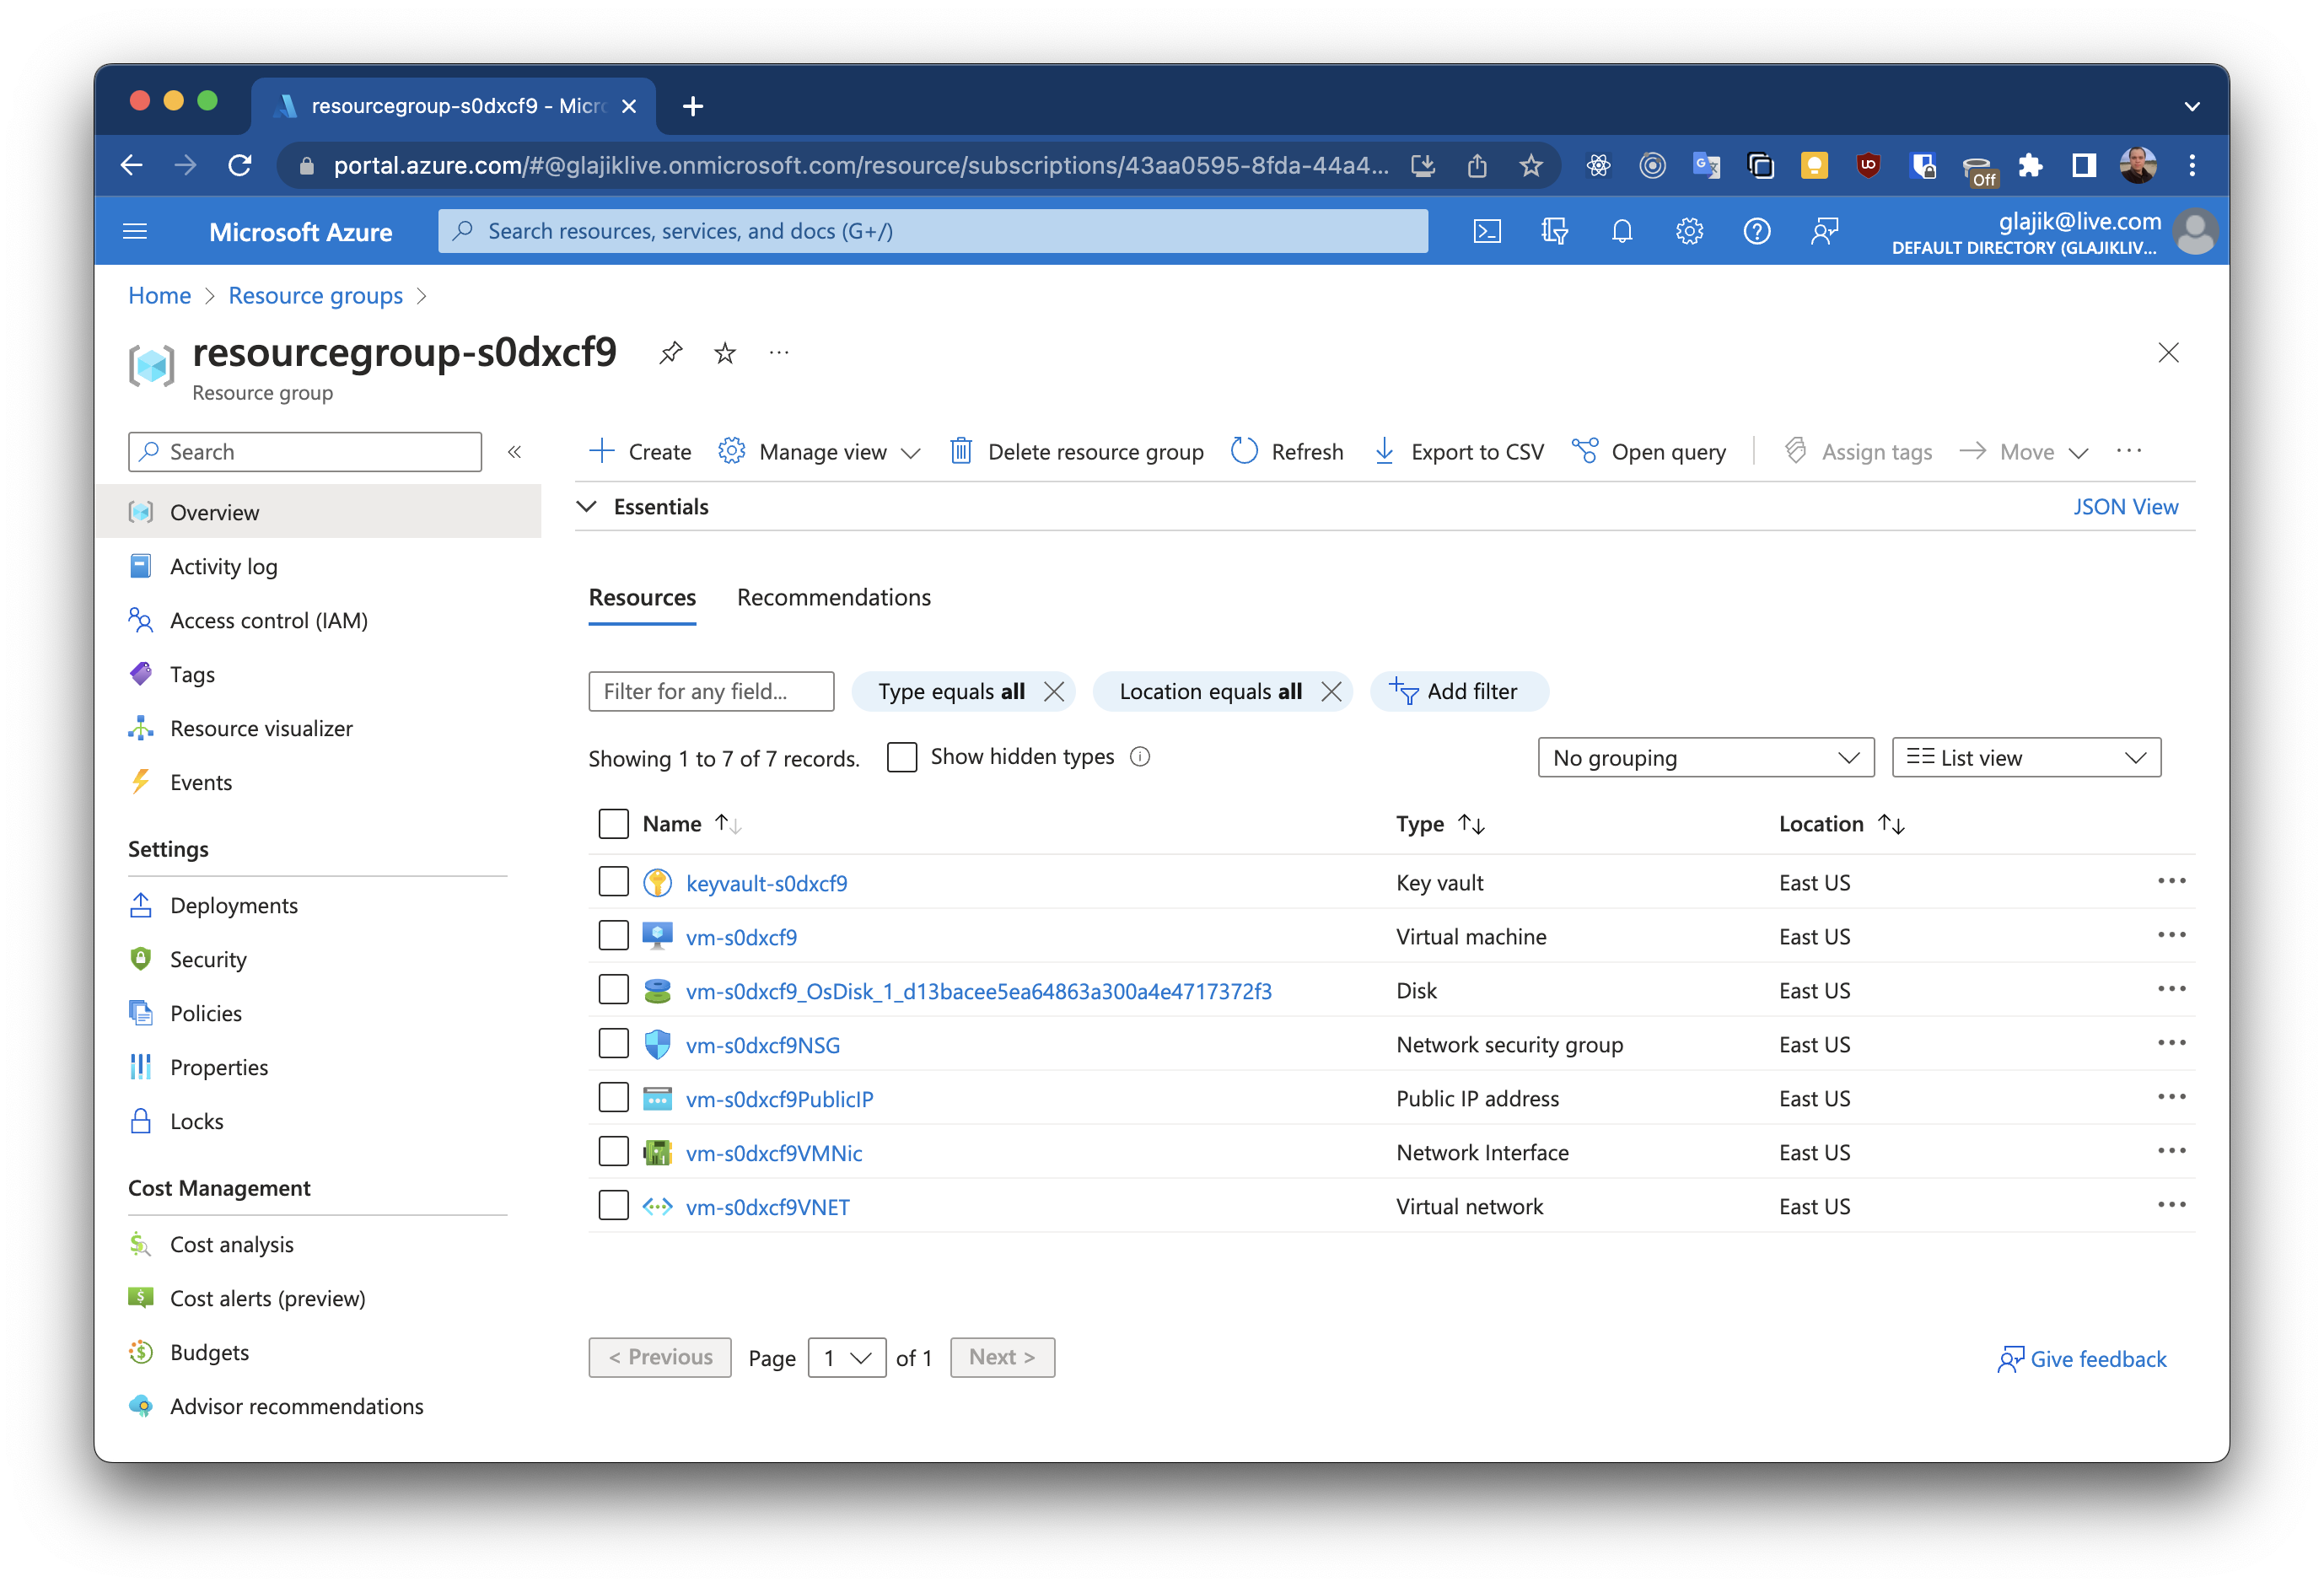 resourcegroup-s0dxcf9 - Micro
portal.azure.com/#@glajiklive.onmicrosoft.com/resource/subscriptions/43aa0595-8fda-44a4...
Off
Microsoft Azure
Search resources, services, and docs (G+/)
glajik@live.com
DEFAULT DIRECTORY (GLAJIKLIV...
Home > Resource groups >
resourcegroup-s0dxcf9
Resource group
Search
Create
Manage view
Delete resource group
Refresh
Export to CSV
Open query
Assign tags
Move
Essentials
JSON View
Overview
Activity log
Access control (IAM)
Tags
Resource visualizer
Events
Settings
Deployments
Security
Policies
Properties
Locks
Cost Management
Cost analysis
Cost alerts (preview)
Budgets
Advisor recommendations
Resources
Recommendations
Filter for any field...
Type equals all
Location equals all
Add filter
Showing 1 to 7 of 7 records.
Show hidden types
No grouping
List view
Name Type Location
keyvault-s0dxcf9 Key vault East US
vm-s0dxcf9 Virtual machine East US
vm-s0dxcf9_OsDisk_1_d13bacee5ea64863a300a4e4717372f3 Disk East US
vm-s0dxcf9NSG Network security group East US
vm-s0dxcf9PublicIP Public IP address East US
vm-s0dxcf9VMNic Network Interface East US
vm-s0dxcf9VNET Virtual network East US
< Previous Page 1 of 1 Next >
Give feedback